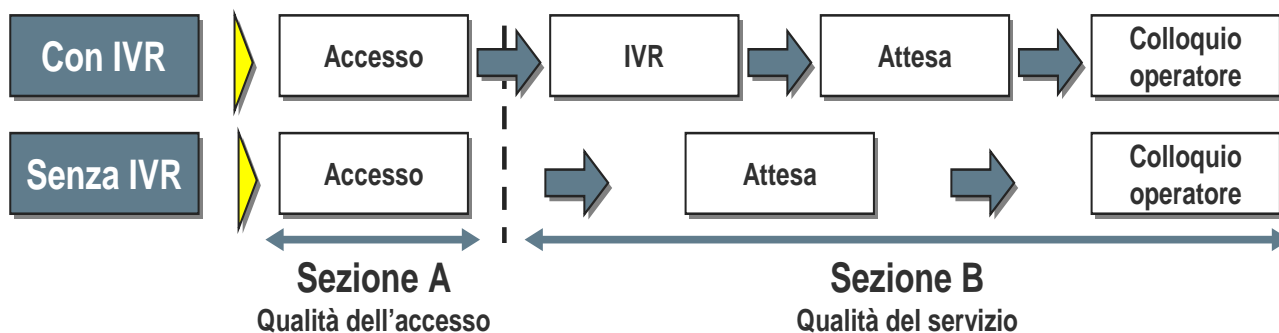 Con IVR
Accesso
IVR
Attesa
Colloquio
operatore
Senza IVR
Accesso
Attesa
Colloquio
operatore
Sezione A
Qualità dell'accesso
Sezione B
Qualità del servizio